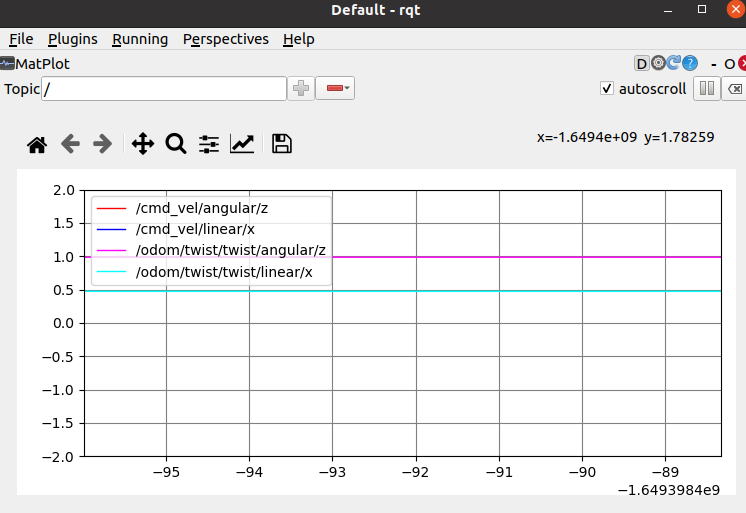 Default - rqt
File Plugins Running Perspectives Help
MatPlot D ? - O
Topic / autoscroll
x=-1.6494e+09 y=1.78259
2.0
/cmd_vel/angular/z
1.5
/cmd_vel/linear/x
1.0
/odom/twist/twist/angular/z
0.5
/odom/twist/twist/linear/x
0.0
−0.5
−1.0
−1.5
−2.0
−95 −94 −93 −92 −91 −90 −89
−1.6493984e9